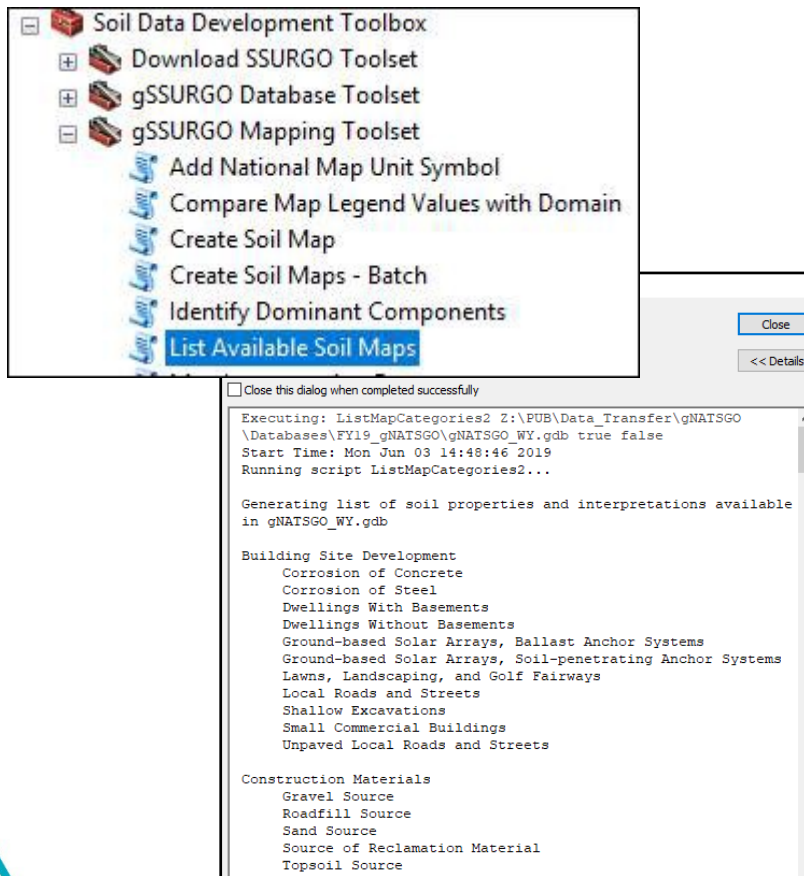 Soil Data Development Toolbox
Download SSURGO Toolset
gSSURGO Database Toolset
gSSURGO Mapping Toolset
Add National Map Unit Symbol
Compare Map Legend Values with Domain
Create Soil Map
Create Soil Maps - Batch
Identify Dominant Components
List Available Soil Maps
Close
<< Details
Close this dialog when completed successfully
Executing: ListMapCategories2 Z:\PUB\Data_Transfer\gNATSGO
\Databases\FY19_gNATSGO\gNATSGO_WY.gdb true false
Start Time: Mon Jun 03 14:48:46 2019
Running script ListMapCategories2...
Generating list of soil properties and interpretations available
in gNATSGO_WY.gdb
Building Site Development
Corrosion of Concrete
Corrosion of Steel
Dwellings With Basements
Dwellings Without Basements
Ground-based Solar Arrays, Ballast Anchor Systems
Ground-based Solar Arrays, Soil-penetrating Anchor Systems
Lawns, Landscaping, and Golf Fairways
Local Roads and Streets
Shallow Excavations
Small Commercial Buildings
Unpaved Local Roads and Streets
Construction Materials
Gravel Source
Roadfill Source
Sand Source
Source of Reclamation Material
Topsoil Source